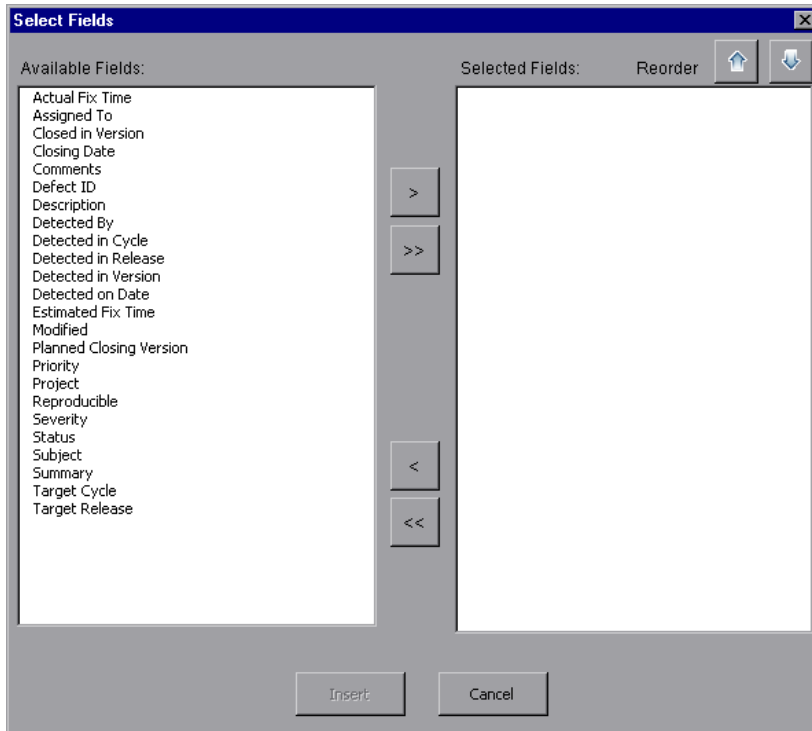 Select Fields
Available Fields:
Selected Fields: Reorder
Actual Fix Time
Assigned To
Closed in Version
Closing Date
Comments
Defect ID
Description
Detected By
Detected in Cycle
Detected in Release
Detected in Version
Detected on Date
Estimated Fix Time
Modified
Planned Closing Version
Priority
Project
Reproducible
Severity
Status
Subject
Summary
Target Cycle
Target Release
>
>>
<
<<
Insert
Cancel